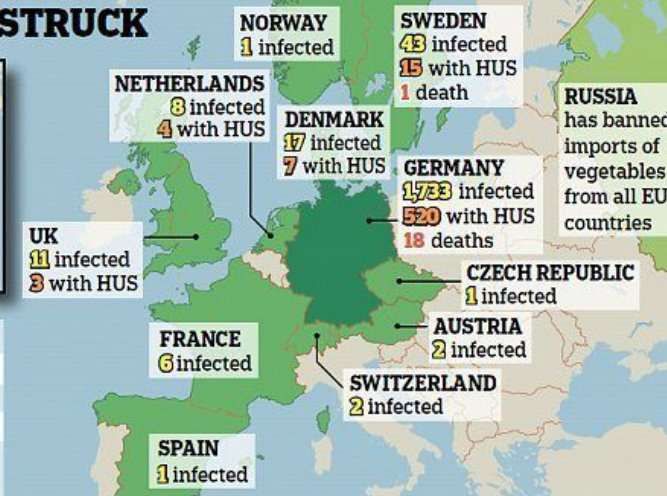 STRUCK
NORWAY
1 infected
SWEDEN
43 infected
15 with HUS
1 death
NETHERLANDS
8 infected
4 with HUS
DENMARK
17 infected
7 with HUS
RUSSIA
has banned
imports of
vegetables
from all EU
countries
GERMANY
1,733 infected
520 with HUS
18 deaths
UK
11 infected
3 with HUS
CZECH REPUBLIC
1 infected
AUSTRIA
2 infected
FRANCE
6 infected
SWITZERLAND
2 infected
SPAIN
1 infected